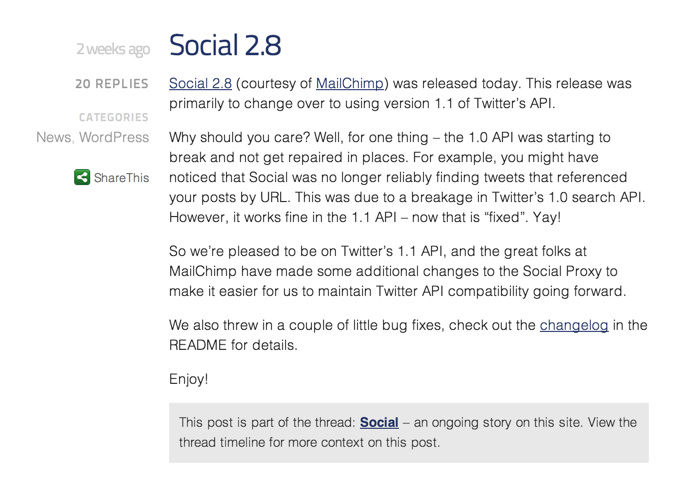 2 weeks ago
Social 2.8
20 REPLIES
CATEGORIES
News, WordPress
ShareThis
Social 2.8 (courtesy of MailChimp) was released today. This release was
primarily to change over to using version 1.1 of Twitter’s API.
Why should you care? Well, for one thing – the 1.0 API was starting to
break and not get repaired in places. For example, you might have
noticed that Social was no longer reliably finding tweets that referenced
your posts by URL. This was due to a breakage in Twitter’s 1.0 search API.
However, it works fine in the 1.1 API – now that is “fixed”. Yay!
So we’re pleased to be on Twitter’s 1.1 API, and the great folks at
MailChimp have made some additional changes to the Social Proxy to
make it easier for us to maintain Twitter API compatibility going forward.
We also threw in a couple of little bug fixes, check out the changelog in the
README for details.
Enjoy!
This post is part of the thread: Social – an ongoing story on this site. View the
thread timeline for more context on this post.